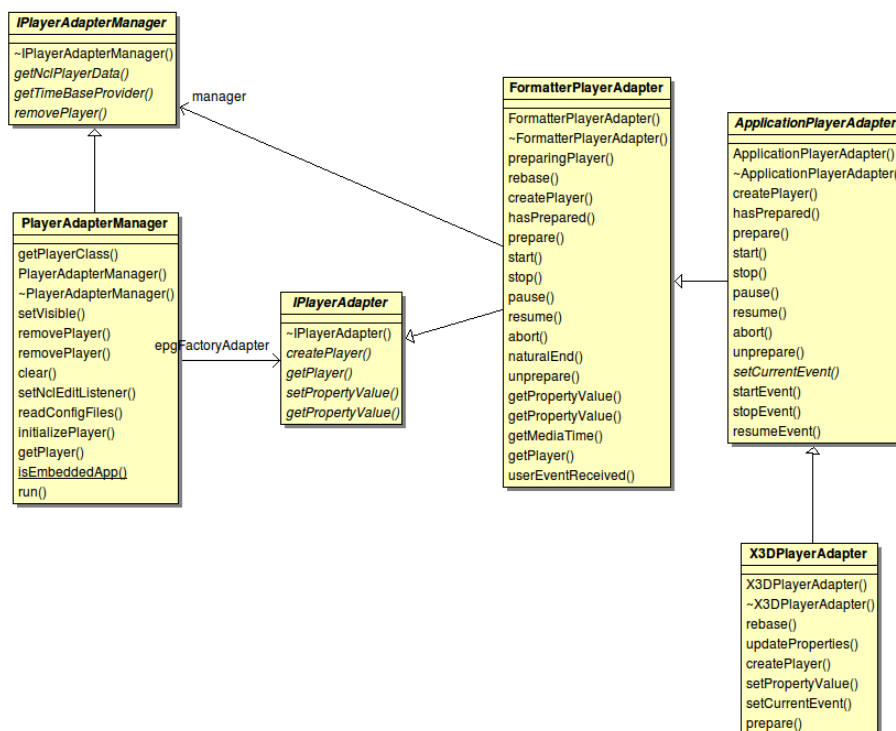 IPlayerAdapterManager
~IPlayerAdapterManager()
getNclPlayerData()
getTimeBaseProvider()
removePlayer()
manager
PlayerAdapterManager
getPlayerClass()
PlayerAdapterManager()
~PlayerAdapterManager()
setVisible()
removePlayer()
removePlayer()
clear()
setNclEditListener()
readConfigFiles()
initializePlayer()
getPlayer()
isEmbeddedApp()
run()
epgFactoryAdapter
IPlayerAdapter
~IPlayerAdapter()
createPlayer()
getPlayer()
setPropertyValue()
getPropertyValue()
FormatterPlayerAdapter
FormatterPlayerAdapter()
~FormatterPlayerAdapter()
preparingPlayer()
rebase()
createPlayer()
hasPrepared()
prepare()
start()
stop()
pause()
resume()
abort()
naturalEnd()
unprepare()
getPropertyValue()
getPropertyValue()
getMediaTime()
getPlayer()
userEventReceived()
ApplicationPlayerAdapter
ApplicationPlayerAdapter()
~ApplicationPlayerAdapter(
createPlayer()
hasPrepared()
prepare()
start()
stop()
pause()
resume()
abort()
unprepare()
setCurrentEvent()
startEvent()
stopEvent()
resumeEvent()
X3DPlayerAdapter
X3DPlayerAdapter()
~X3DPlayerAdapter()
rebase()
updateProperties()
createPlayer()
setPropertyValue()
setCurrentEvent()
prepare()